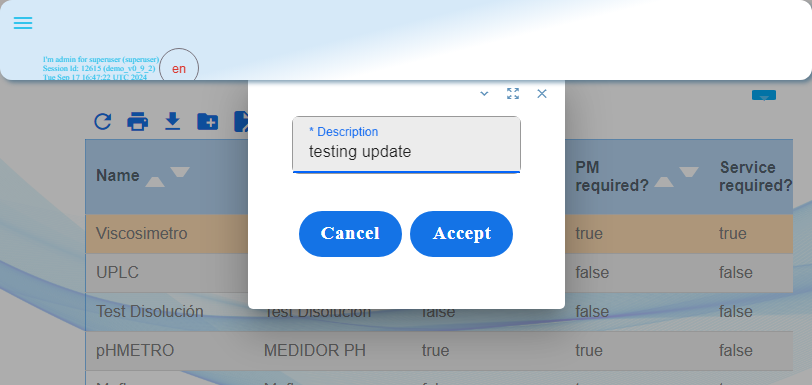 I'm admin for superuser (superuser)
Session Id: 12615 (demo_v0_9_2)
Tue Sep 17 16:47:22 UTC 2024
en
* Description
testing update
Cancel
Accept
Name
PM required?
Service required?
Viscosimetro true true
UPLC false false
Test Disolución Test Disolución false false false
pHMETRO MEDIDOR PH true true false